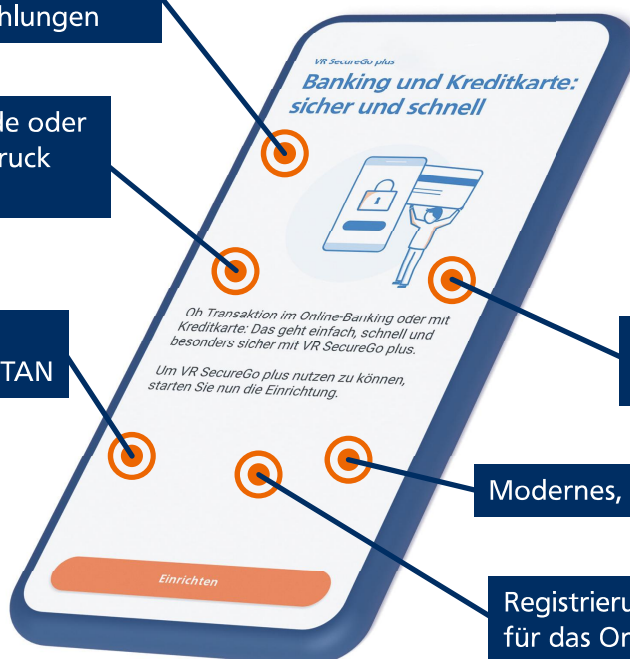 hlungen
de oder
ruck
TAN
VR SecureGo plus
Banking und Kreditkarte:
sicher und schnell
Ob Transaktion im Online-Banking oder mit
Kreditkarte: Das geht einfach, schnell und
besonders sicher mit VR SecureGo plus.
Um VR SecureGo plus nutzen zu können,
starten Sie nun die Einrichtung.
Modernes,
Einrichten
Registrieru
für das On